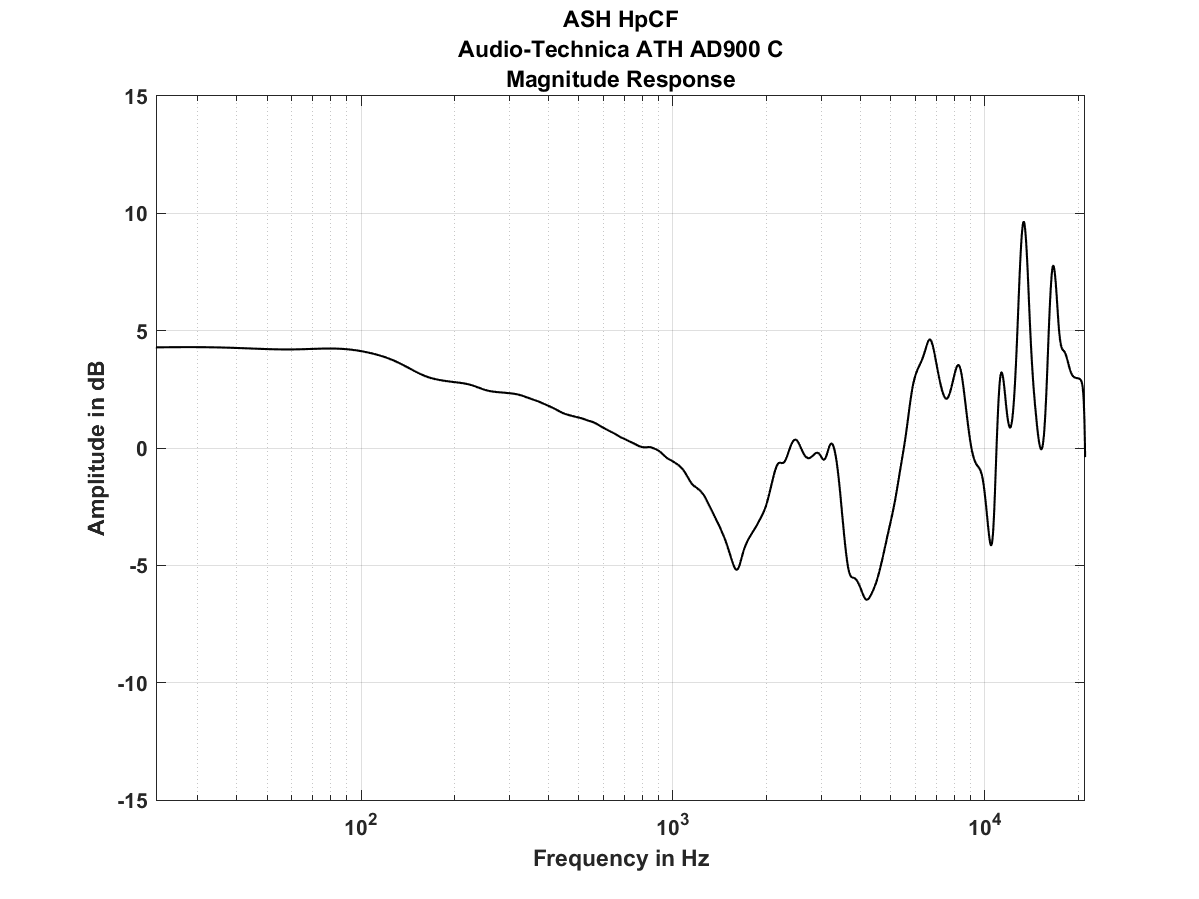 ASH HpCF
Audio-Technica ATH AD900 C
Magnitude Response
15
10
5
0
-5
-10
-15
Amplitude in dB
10² 10³ 10⁴
Frequency in Hz